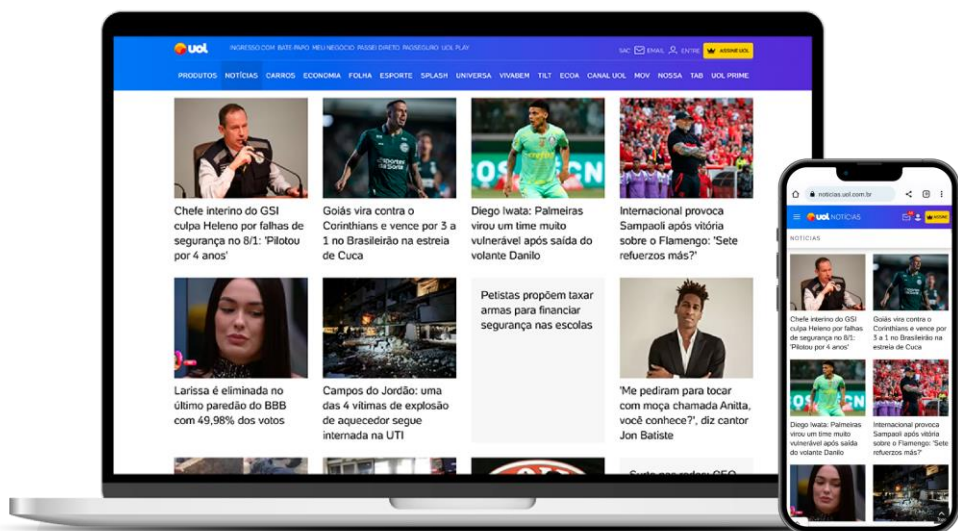 uol
INGRESSO.COM BATE-PAPO MEU NEGÓCIO PASSEI DIRETO PAGSEGURO UOL PLAY
SAC EMAIL ENTRE ASSINE UOL
PRODUTOS NOTÍCIAS CARROS ECONOMIA FOLHA ESPORTE SPLASH UNIVERSA VIVABEM TILT ECOA CANAL UOL MOV NOSSA TAB UOL PRIME
Chefe interino do GSI
culpa Heleno por falhas de
segurança no 8/1: 'Pilotou
por 4 anos'
Goiás vira contra o
Corinthians e vence por 3 a
1 no Brasileirão na estreia
de Cuca
Diego Iwata: Palmeiras
virou um time muito
vulnerável após saída do
volante Danilo
Internacional provoca
Sampaoli após vitória
sobre o Flamengo: 'Sete
refuerzos más?'
Larissa é eliminada no
último paredão do BBB
com 49,98% dos votos
Campos do Jordão: uma
das 4 vítimas de explosão
de aquecedor segue
internada na UTI
Petistas propõem taxar
armas para financiar
segurança nas escolas
'Me pediram para tocar
com moça chamada Anitta,
você conhece?', diz cantor
Jon Batiste
noticias.uol.com.br
uol NOTÍCIAS
ASSINE
NOTÍCIAS
Chefe interino do GSI
culpa Heleno por falhas
de segurança no 8/1:
'Pilotou por 4 anos'
Goiás vira contra o
Corinthians e vence por
3 a 1 no Brasileirão na
estreia de Cuca
Diego Iwata: Palmeiras
virou um time muito
vulnerável após saída
do volante Danilo
Internacional provoca
Sampaoli após vitória
sobre o Flamengo: 'Sete
refuerzos más?'